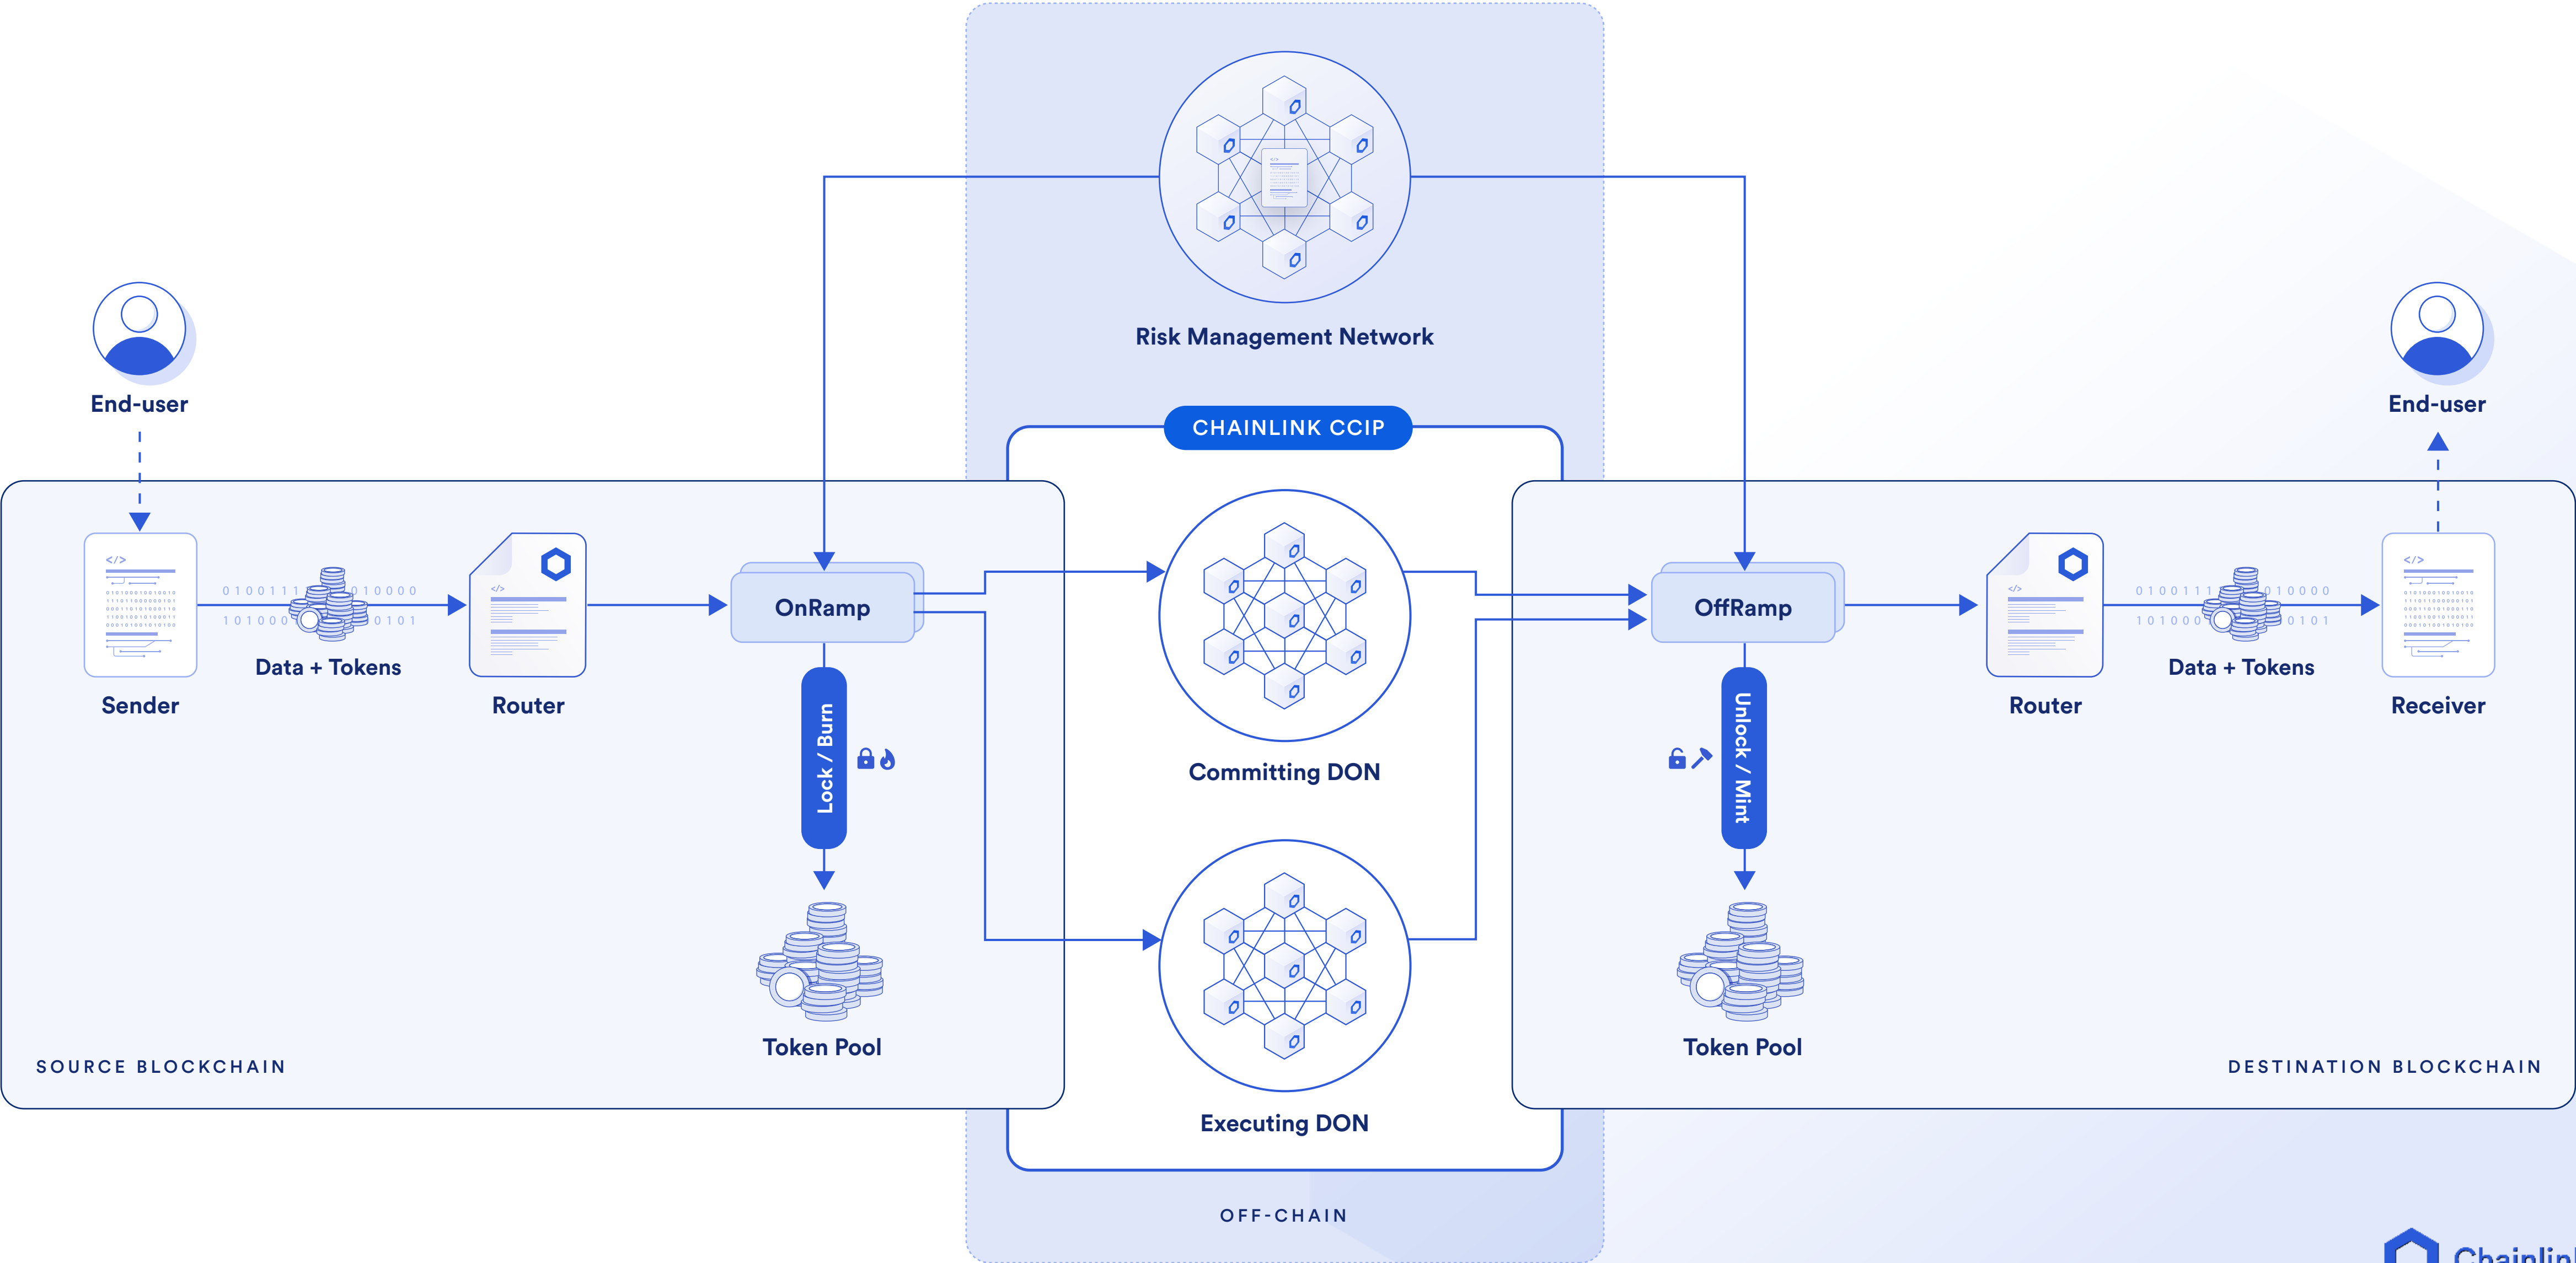 Risk Management Network
End-user
End-user
CHAINLINK CCIP
</>
</>
0100111 010000
101000 0101
Data + Tokens
Sender
</>
Router
OnRamp
Lock / Burn
Token Pool
SOURCE BLOCKCHAIN
Committing DON
Executing DON
OFF-CHAIN
OffRamp
Unlock / Mint
Token Pool
</>
Router
0100111 010000
101000 0101
Data + Tokens
</>
Receiver
DESTINATION BLOCKCHAIN
Chainlin